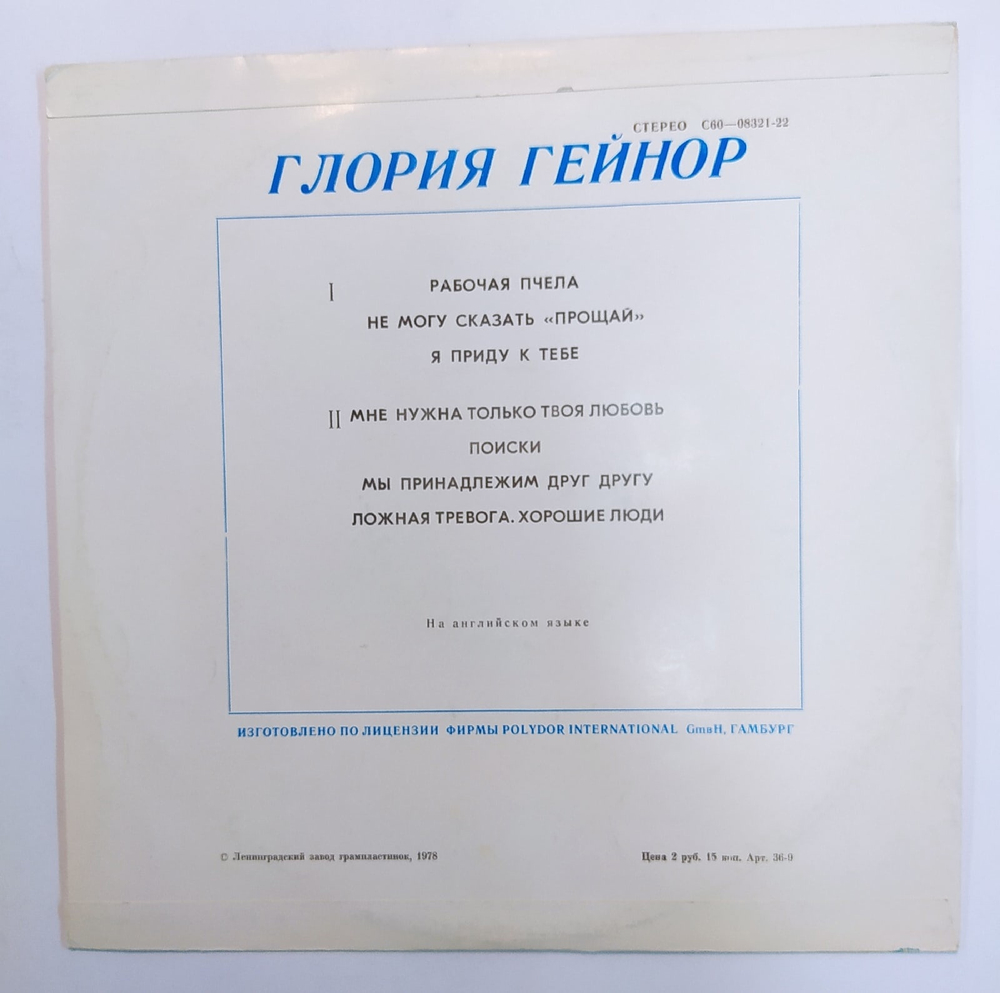 СТЕРЕО С60—08321-22
ГЛОРИЯ ГЕЙНОР
I РАБОЧАЯ ПЧЕЛА
НЕ МОГУ СКАЗАТЬ «ПРОЩАЙ»
Я ПРИДУ К ТЕБЕ
II МНЕ НУЖНА ТОЛЬКО ТВОЯ ЛЮБОВЬ
ПОИСКИ
МЫ ПРИНАДЛЕЖИМ ДРУГ ДРУГУ
ЛОЖНАЯ ТРЕВОГА. ХОРОШИЕ ЛЮДИ
На английском языке
ИЗГОТОВЛЕНО ПО ЛИЦЕНЗИИ ФИРМЫ POLYDOR INTERNATIONAL GmвH, ГАМБУРГ
© Ленинградский завод грампластинок, 1978
Цена 2 руб. 15 коп. Арт. 36-9